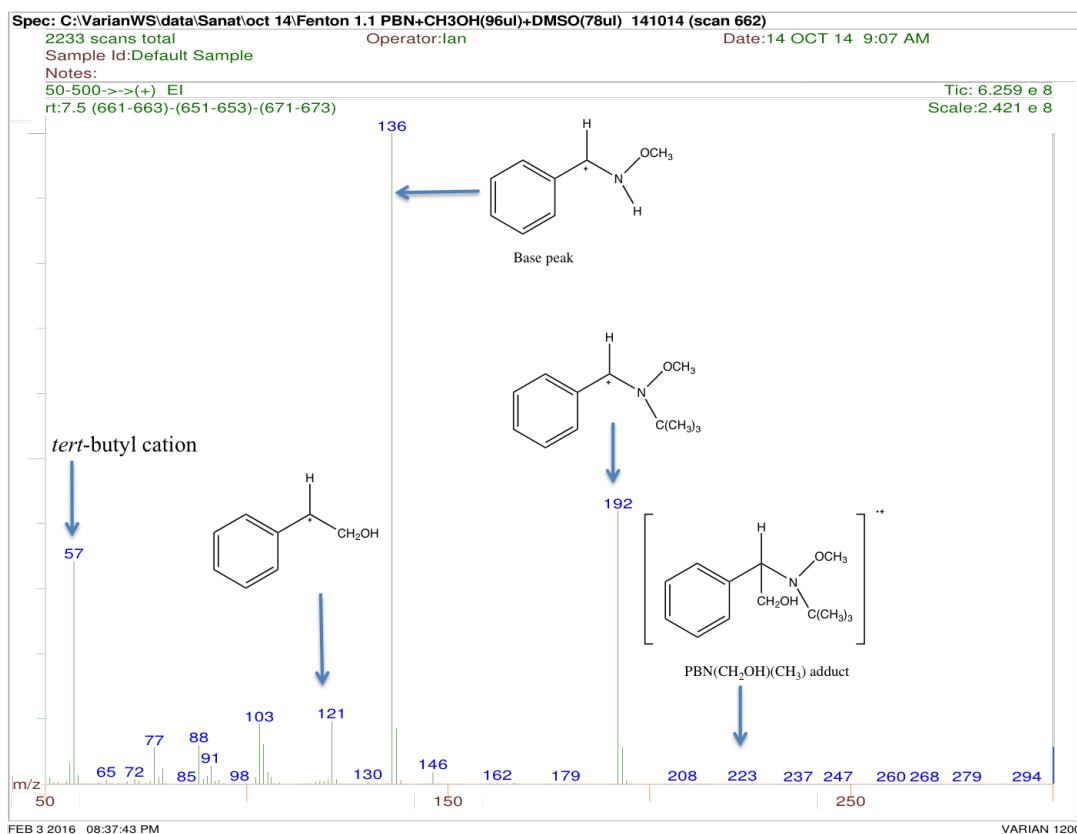 Spec: C:\VarianWS\data\Sanat\oct 14\Fenton 1.1 PBN+CH3OH(96ul)+DMSO(78ul) 141014 (scan 662)
2233 scans total Operator:Ian Date:14 OCT 14 9:07 AM
Sample Id:Default Sample
Notes:
50-500->->(+) EI Tic: 6.259 e 8
rt:7.5 (661-663)-(651-653)-(671-673) Scale:2.421 e 8
136
H
OCH3
+
N
H
Base peak
H
OCH3
+
N
C(CH3)3
tert-butyl cation
H
+
CH2OH
57
192
·+
H
OCH3
N
CH2OH
C(CH3)3
PBN(CH2OH)(CH3) adduct
121
103
77
88
91
65 72 85 98 130 146 162 179 208 223 237 247 260 268 279 294
m/z
50 150 250
FEB 3 2016 08:37:43 PM VARIAN 1200